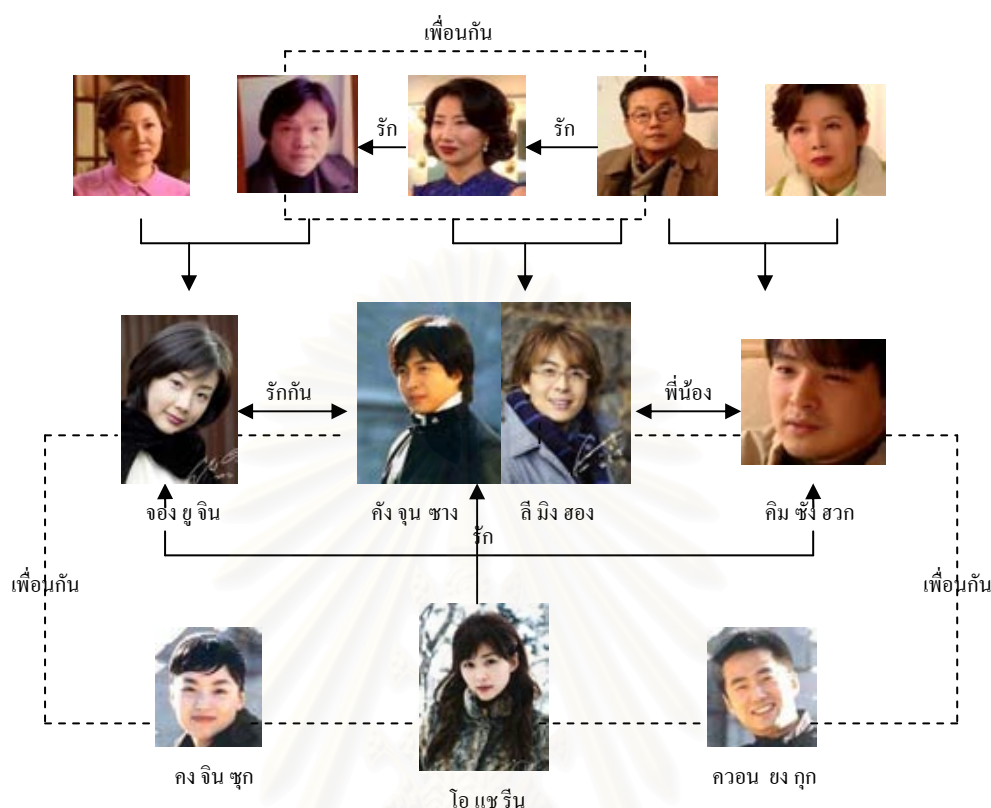 เพื่อนกัน
รัก รัก
รักกัน พี่น้อง
จอง ยู จิน คัง จุน ซาง ลี มิง ฮอง คิม ซัง ฮวก
รัก
เพื่อนกัน เพื่อนกัน
คง จิน ซุก ควอน ยง กุก
โอ แช รีน